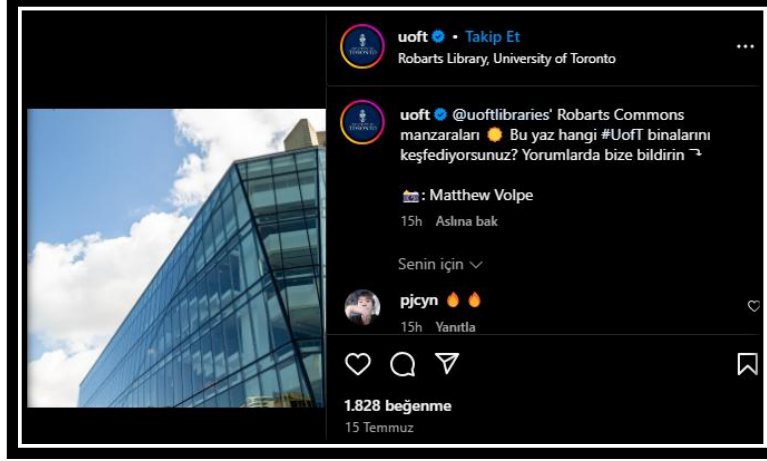 uoft • Takip Et
Robarts Library, University of Toronto
uoft @uoftlibraries' Robarts Commons
manzaraları ☀️ Bu yaz hangi #UofT binalarını
keşfediyorsunuz? Yorumlarda bize bildirin ⤵
📸: Matthew Volpe
15h Aslına bak
Senin için
pjcyn 🔥 🔥
15h Yanıtla
1.828 beğenme
15 Temmuz